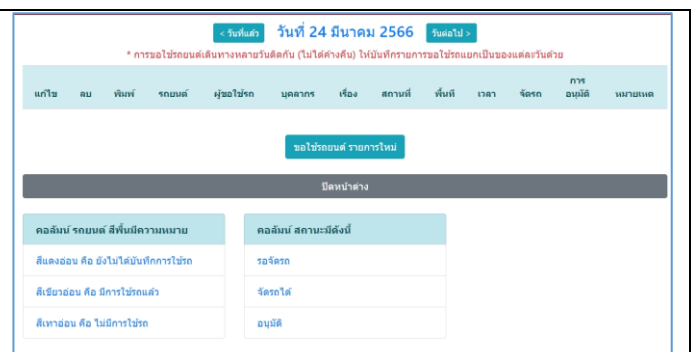 < วันที่แล้ว วันที่ 24 มีนาคม 2566 วันต่อไป >
* การขอใช้รถยนต์เดินทางหลายวันติดกัน (ไม่ได้ค้างคืน) ให้บันทึกรายการขอใช้รถแยกเป็นของแต่ละวันด้วย
แก้ไข ลบ พิมพ์ รถยนต์ ผู้ขอใช้รถ บุคลากร เรื่อง สถานที่ พื้นที่ เวลา จัดรถ การ
อนุมัติ หมายเหตุ
ขอใช้รถยนต์ รายการใหม่
ปิดหน้าต่าง
คอลัมน์ รถยนต์ สีพื้นมีความหมาย คอลัมน์ สถานะมีดังนี้
สีแดงอ่อน คือ ยังไม่ได้บันทึกการใช้รถ รอจัดรถ
สีเขียวอ่อน คือ มีการใช้รถแล้ว จัดรถได้
สีเทาอ่อน คือ ไม่มีการใช้รถ อนุมัติ